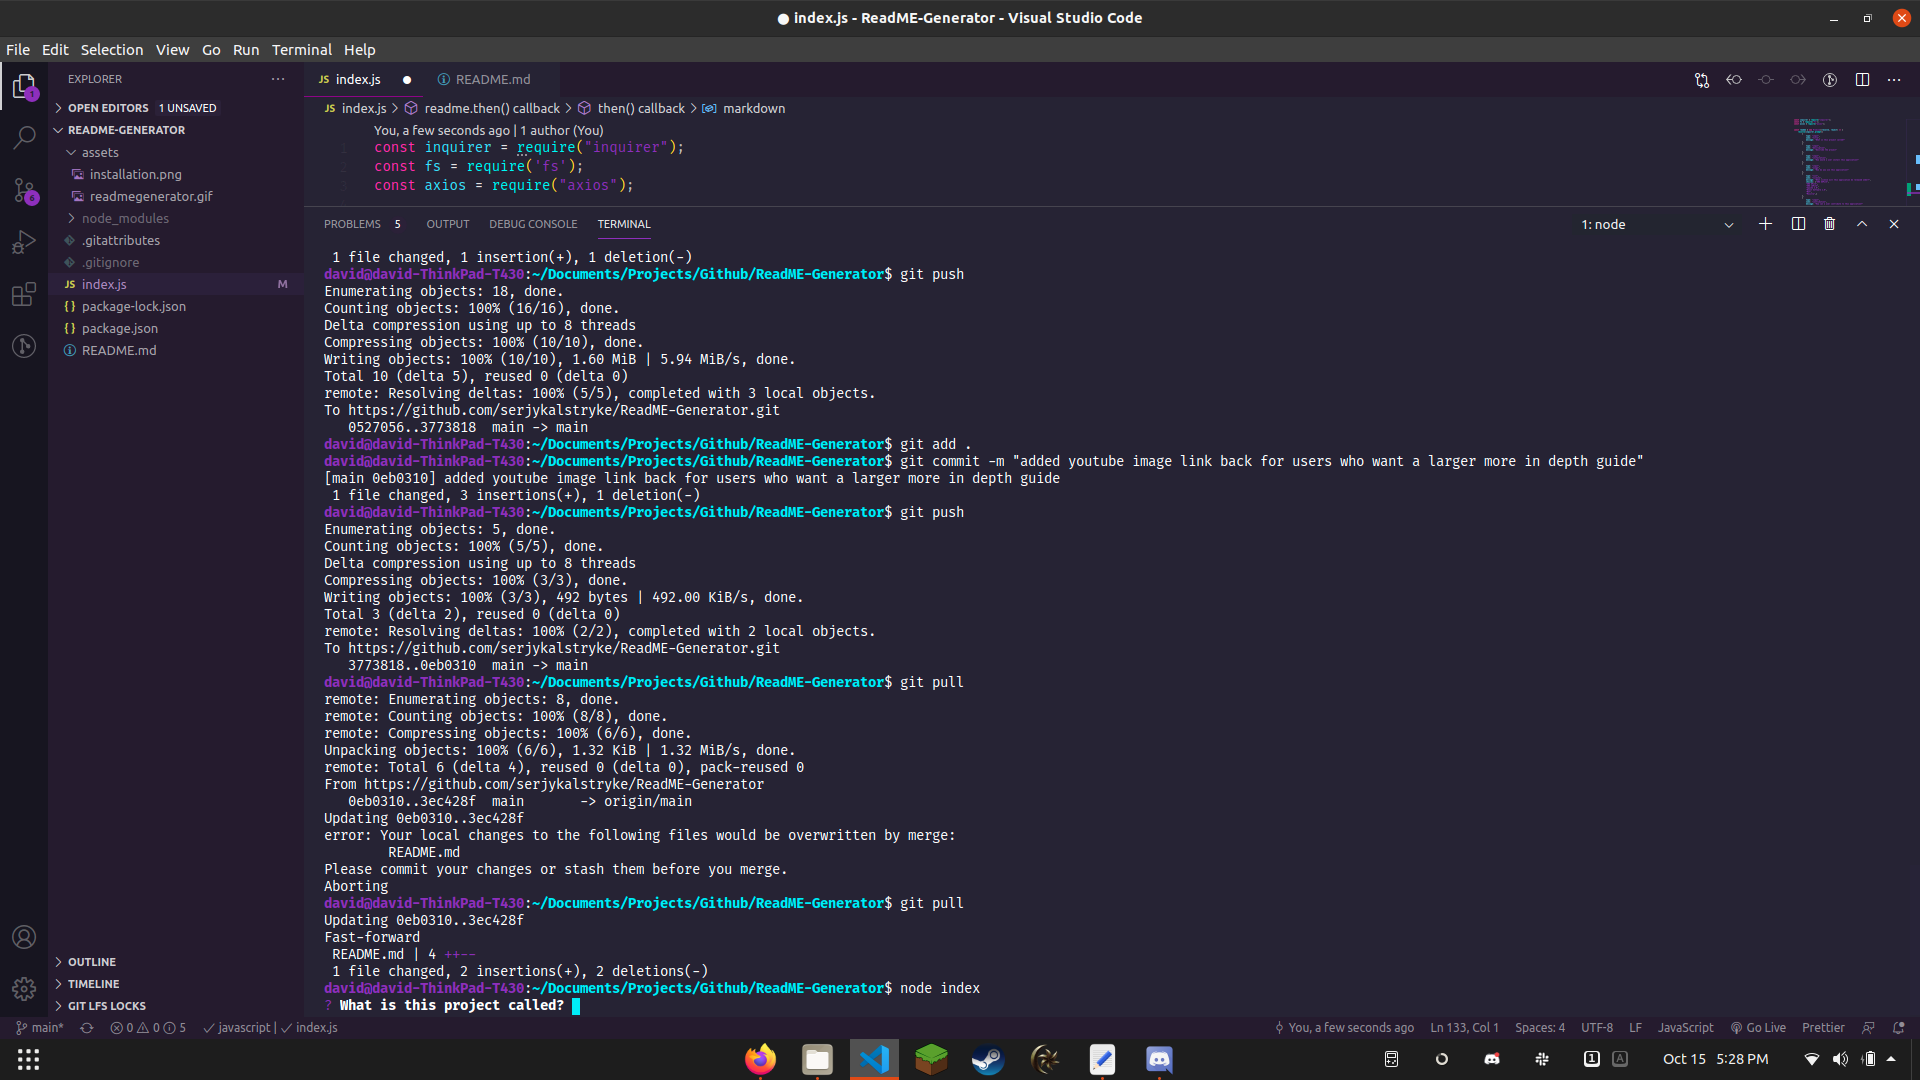 ● index.js - ReadME-Generator - Visual Studio Code
File Edit Selection View Go Run Terminal Help
EXPLORER
OPEN EDITORS 1 UNSAVED
README-GENERATOR
assets
installation.png
readmegenerator.gif
node_modules
.gitattributes
.gitignore
JS index.js M
{} package-lock.json
{} package.json
README.md
OUTLINE
TIMELINE
GIT LFS LOCKS
1
6
JS index.js ● README.md
JS index.js > readme.then() callback > then() callback > markdown
You, a few seconds ago | 1 author (You)
const inquirer = require("inquirer");
const fs = require('fs');
const axios = require("axios");
PROBLEMS 5 OUTPUT DEBUG CONSOLE TERMINAL 1: node
1 file changed, 1 insertion(+), 1 deletion(-)
david@david-ThinkPad-T430:~/Documents/Projects/Github/ReadME-Generator$ git push
Enumerating objects: 18, done.
Counting objects: 100% (16/16), done.
Delta compression using up to 8 threads
Compressing objects: 100% (10/10), done.
Writing objects: 100% (10/10), 1.60 MiB | 5.94 MiB/s, done.
Total 10 (delta 5), reused 0 (delta 0)
remote: Resolving deltas: 100% (5/5), completed with 3 local objects.
To https://github.com/serjykalstryke/ReadME-Generator.git
0527056..3773818 main -> main
david@david-ThinkPad-T430:~/Documents/Projects/Github/ReadME-Generator$ git add .
david@david-ThinkPad-T430:~/Documents/Projects/Github/ReadME-Generator$ git commit -m "added youtube image link back for users who want a larger more in depth guide"
[main 0eb0310] added youtube image link back for users who want a larger more in depth guide
1 file changed, 3 insertions(+), 1 deletion(-)
david@david-ThinkPad-T430:~/Documents/Projects/Github/ReadME-Generator$ git push
Enumerating objects: 5, done.
Counting objects: 100% (5/5), done.
Delta compression using up to 8 threads
Compressing objects: 100% (3/3), done.
Writing objects: 100% (3/3), 492 bytes | 492.00 KiB/s, done.
Total 3 (delta 2), reused 0 (delta 0)
remote: Resolving deltas: 100% (2/2), completed with 2 local objects.
To https://github.com/serjykalstryke/ReadME-Generator.git
3773818..0eb0310 main -> main
david@david-ThinkPad-T430:~/Documents/Projects/Github/ReadME-Generator$ git pull
remote: Enumerating objects: 8, done.
remote: Counting objects: 100% (8/8), done.
remote: Compressing objects: 100% (6/6), done.
Unpacking objects: 100% (6/6), 1.32 KiB | 1.32 MiB/s, done.
remote: Total 6 (delta 4), reused 0 (delta 0), pack-reused 0
From https://github.com/serjykalstryke/ReadME-Generator
0eb0310..3ec428f main -> origin/main
Updating 0eb0310..3ec428f
error: Your local changes to the following files would be overwritten by merge:
README.md
Please commit your changes or stash them before you merge.
Aborting
david@david-ThinkPad-T430:~/Documents/Projects/Github/ReadME-Generator$ git pull
Updating 0eb0310..3ec428f
Fast-forward
README.md | 4 ++--
1 file changed, 2 insertions(+), 2 deletions(-)
david@david-ThinkPad-T430:~/Documents/Projects/Github/ReadME-Generator$ node index
? What is this project called?
main* 0 0 5 javascript | index.js You, a few seconds ago Ln 133, Col 1 Spaces: 4 UTF-8 LF JavaScript Go Live Prettier
1 A Oct 15 5:28 PM